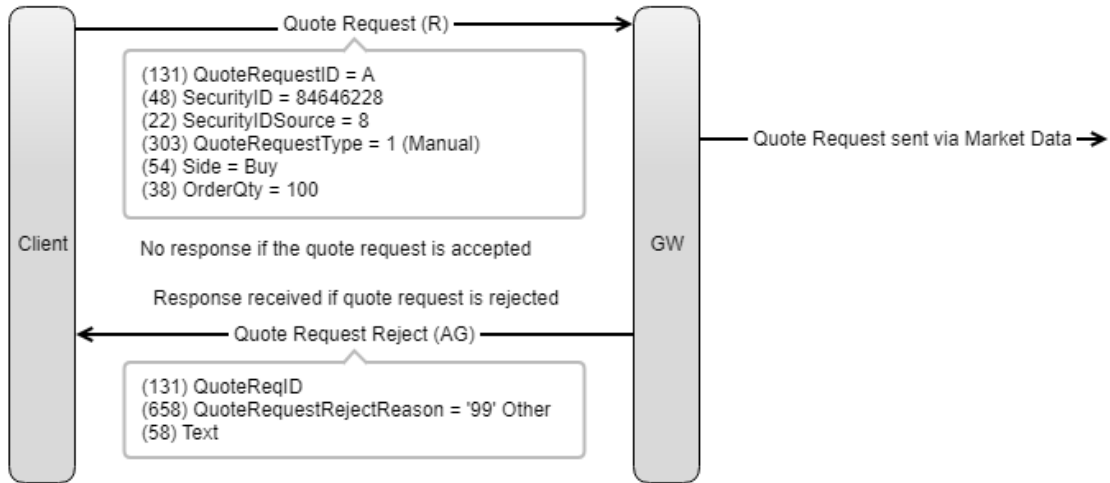 Quote Request (R)
(131) QuoteRequestID = A
(48) SecurityID = 84646228
(22) SecurityIDSource = 8
(303) QuoteRequestType = 1 (Manual)
(54) Side = Buy
(38) OrderQty = 100
Quote Request sent via Market Data
Client
No response if the quote request is accepted
GW
Response received if quote request is rejected
Quote Request Reject (AG)
(131) QuoteReqID
(658) QuoteRequestRejectReason = '99' Other
(58) Text